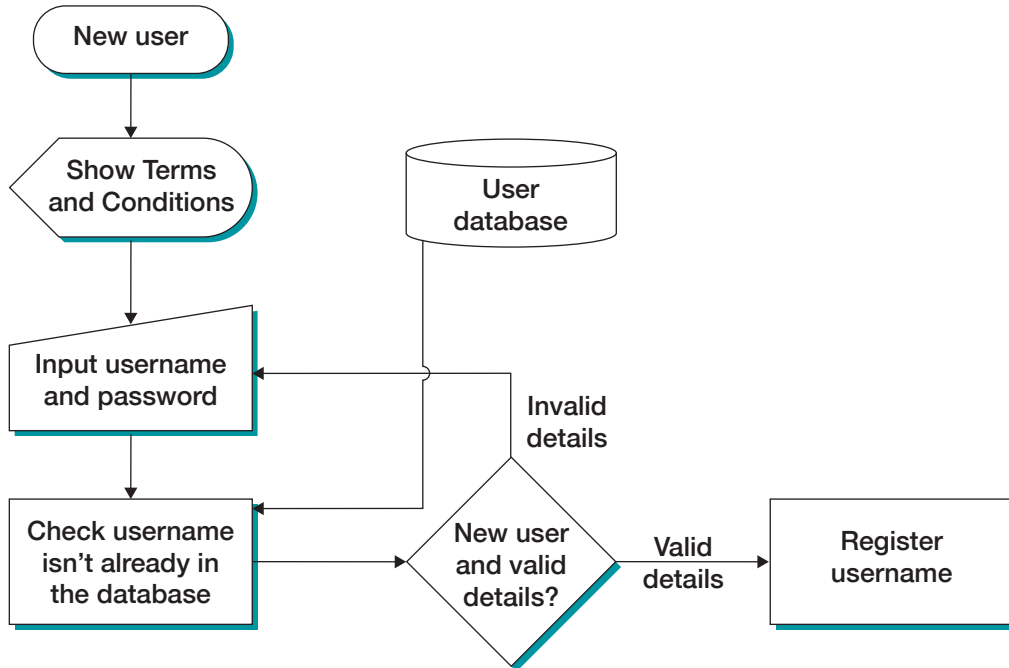 New user
Show Terms
and Conditions
User
database
Input username
and password
Invalid
details
Check username
isn't already in
the database
New user
and valid
details?
Valid
details
Register
username